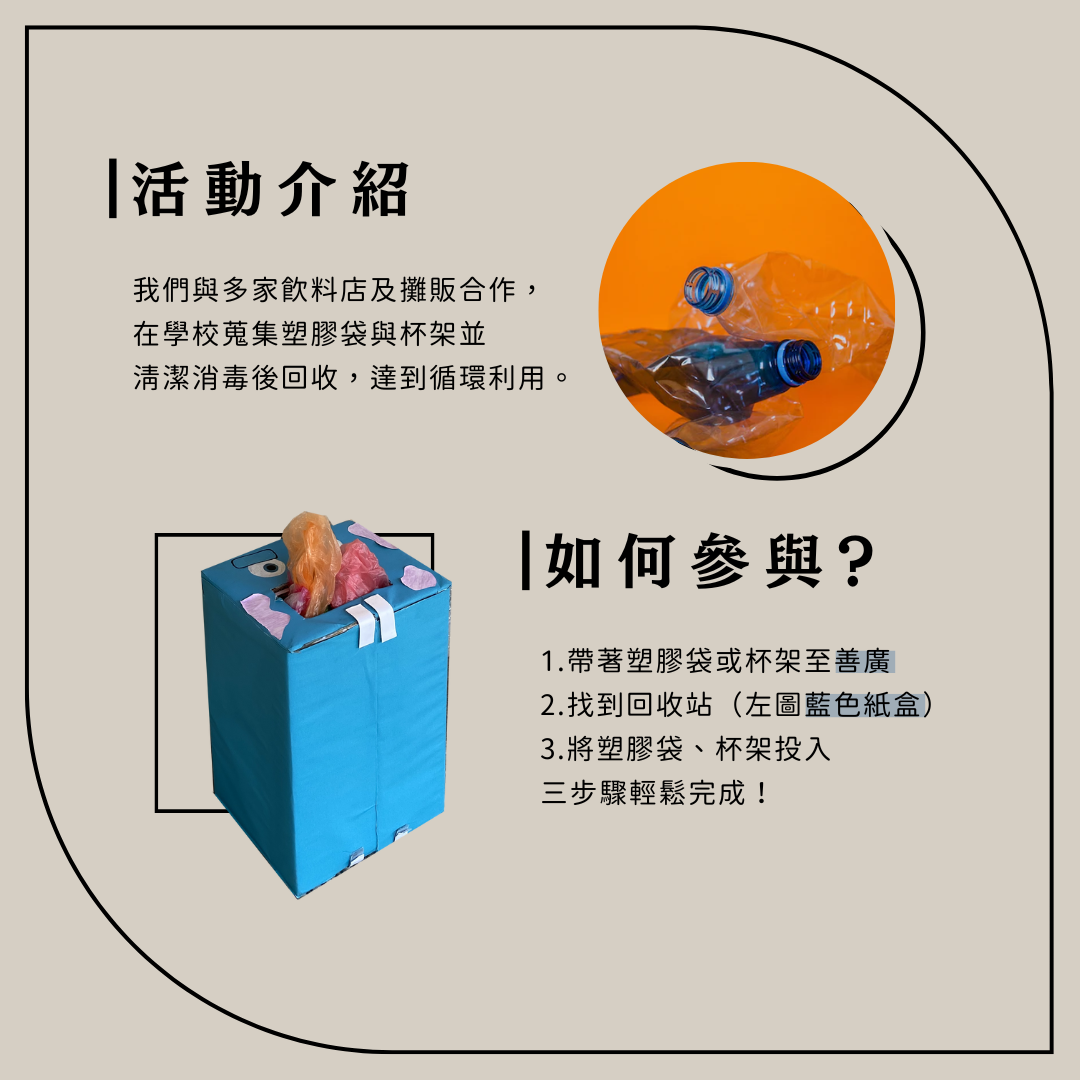 活動介紹
我們與多家飲料店及攤販合作，
在學校蒐集塑膠袋與杯架並
清潔消毒後回收，達到循環利用。
如何參與?
1.帶著塑膠袋或杯架至善廣
2.找到回收站（左圖藍色紙盒）
3.將塑膠袋、杯架投入
三步驟輕鬆完成！